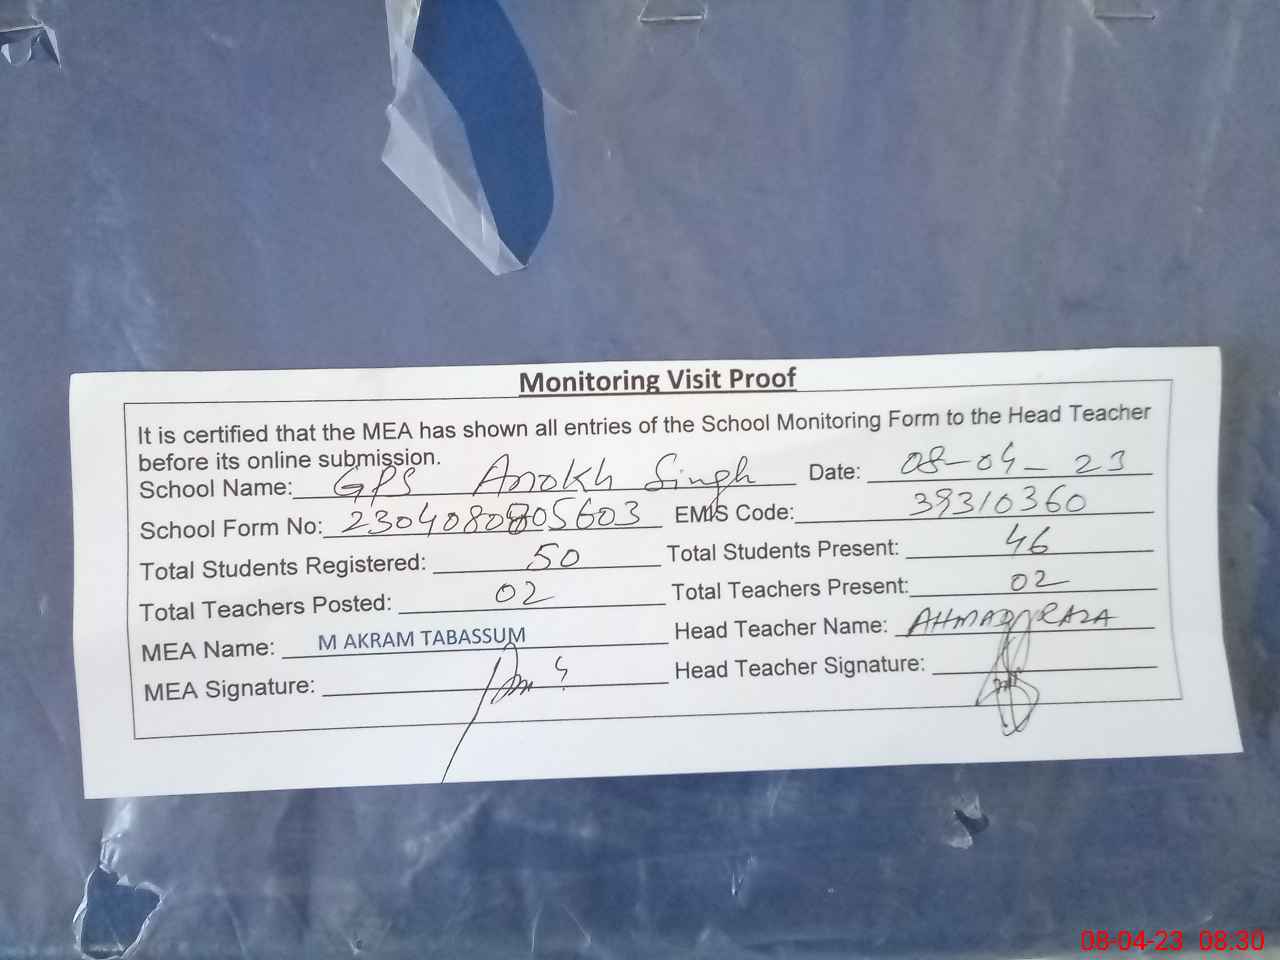 Monitoring Visit Proof
It is certified that the MEA has shown all entries of the School Monitoring Form to the Head Teacher
before its online submission.
School Name: GPS Anokh Singh Date: 08-04-23
School Form No: 230408080805603 EMIS Code: 39310360
Total Students Registered: 50 Total Students Present: 46
Total Teachers Posted: 02 Total Teachers Present: 02
MEA Name: M AKRAM TABASSUM Head Teacher Name: AHMAD RAZA
MEA Signature: Head Teacher Signature:
08-04-23 08:30